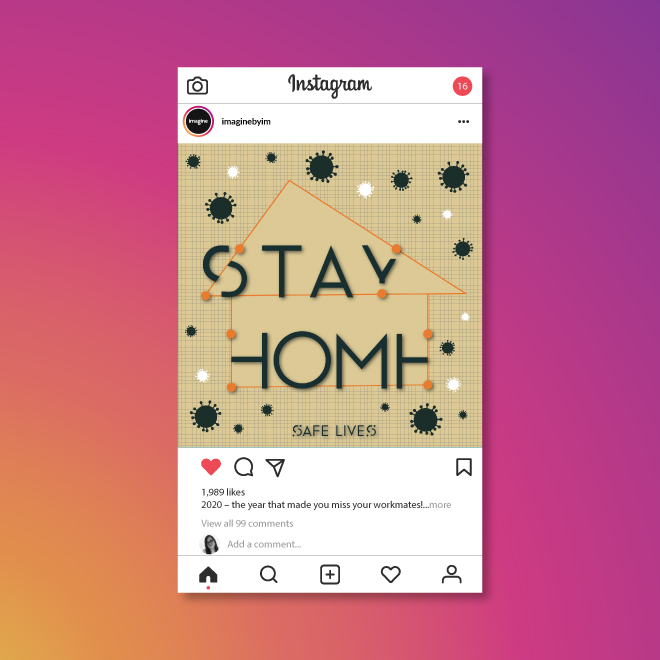 Instagram
16
imagine
imaginebyim
STAY
HOME
SAFE LIVES
1,989 likes
2020 – the year that made you miss your workmates!...more
View all 99 comments
Add a comment...